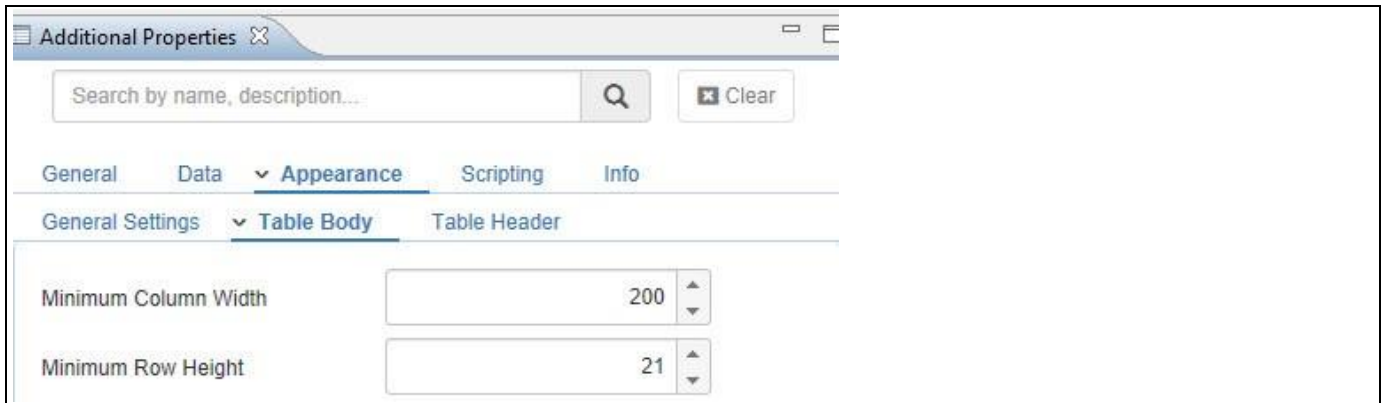 Additional Properties
Search by name, description... Clear
General Data Appearance Scripting Info
General Settings Table Body Table Header
Minimum Column Width 200
Minimum Row Height 21